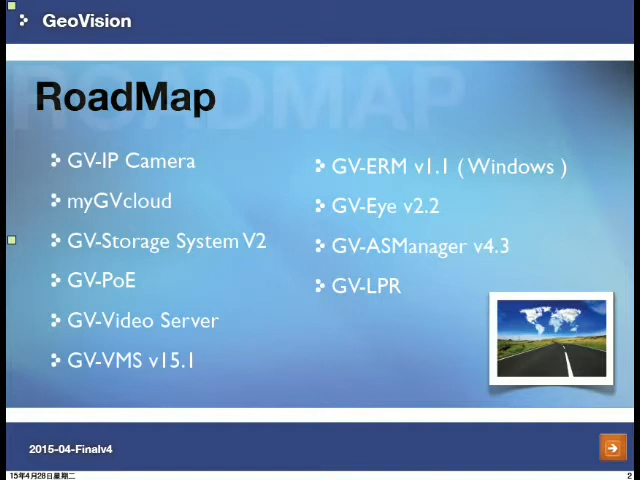 GeoVision
ROADMAP
RoadMap
GV-IP Camera
myGVcloud
GV-Storage System V2
GV-PoE
GV-Video Server
GV-VMS v15.1
GV-ERM v1.1 ( Windows )
GV-Eye v2.2
GV-ASManager v4.3
GV-LPR
2015-04-Finalv4
15年4月28日星期二
2